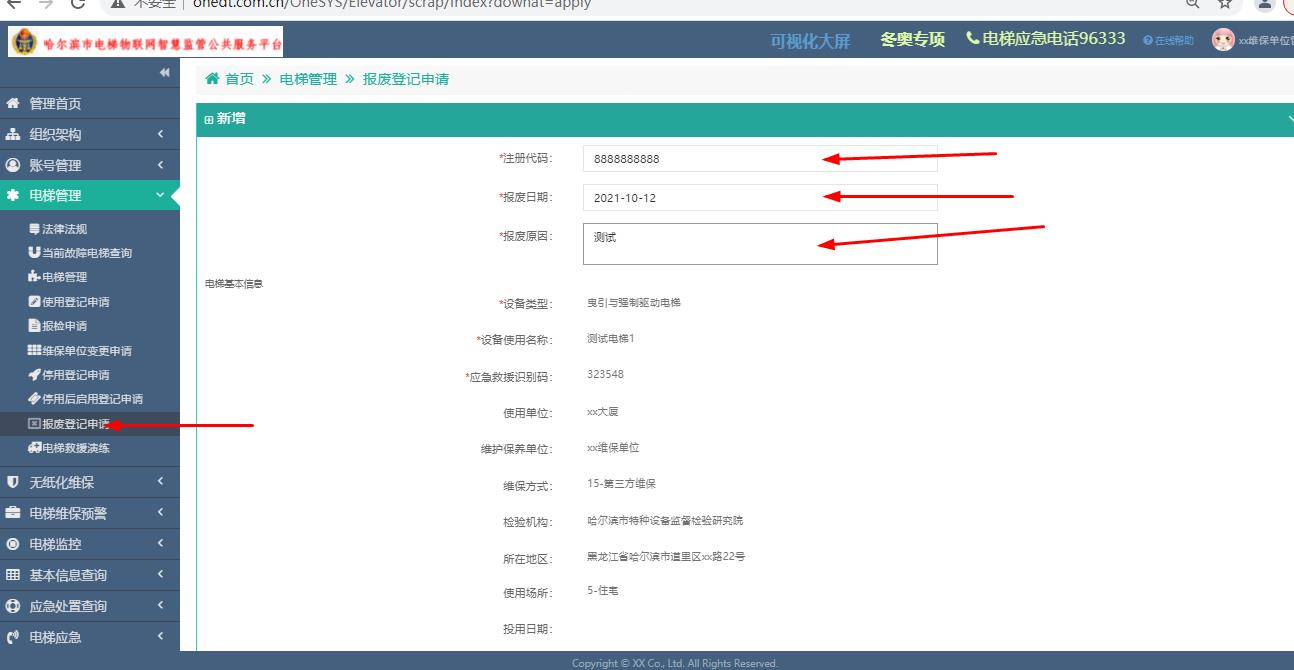 不安全 | onedt.com.cn/OneSYS/Elevator/scrap/index?dowhat=apply
哈尔滨市电梯物联网智慧监管公共服务平台
可视化大屏
冬奥专项
电梯应急电话96333
在线帮助
xx维保单位
首页 » 电梯管理 » 报废登记申请
管理首页
组织架构
账号管理
电梯管理
法律法规
当前故障电梯查询
电梯管理
使用登记申请
报检申请
维保单位变更申请
停用登记申请
停用后启用登记申请
报废登记申请
电梯救援演练
无纸化维保
电梯维保预警
电梯监控
基本信息查询
应急处置查询
电梯应急
新增
*注册代码： 8888888888
*报废日期： 2021-10-12
*报废原因： 测试
电梯基本信息
*设备类型： 曳引与强制驱动电梯
*设备使用名称： 测试电梯1
*应急救援识别码： 323548
使用单位： xx大厦
维护保养单位： xx维保单位
维保方式： 15-第三方维保
检验机构： 哈尔滨市特种设备监督检验研究院
所在地区： 黑龙江省哈尔滨市道里区xx路22号
使用场所： 5-住宅
投用日期：
Copyright © XX Co., Ltd. All Rights Reserved.